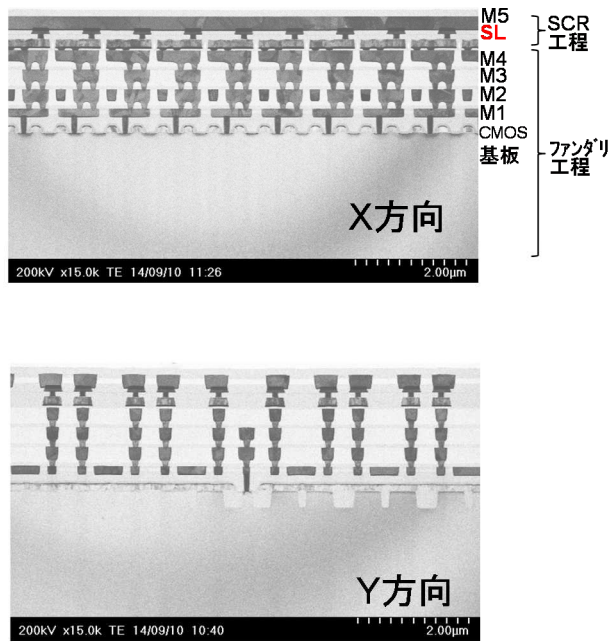 M5
SL
M4
M3
M2
M1
CMOS
基板
SCR
工程
ファンダリ
工程
X方向
200kV x15.0k TE 14/09/10 11:26
2.00μm
Y方向
200kV x15.0k TE 14/09/10 10:40
2.00μm